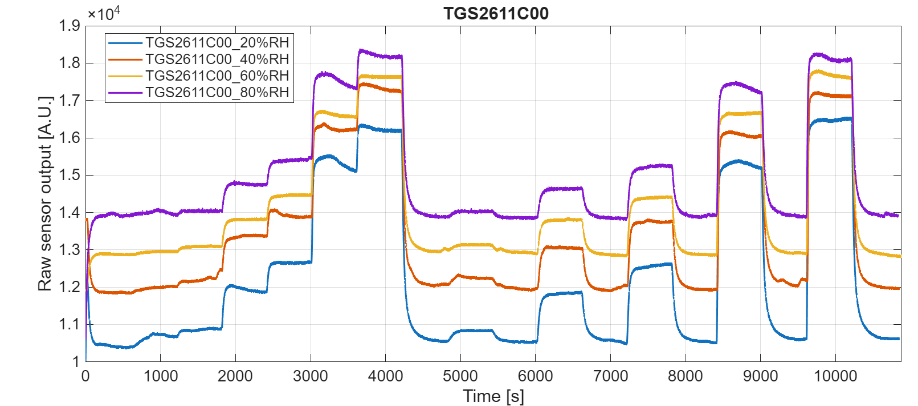 TGS2611C00
×10⁴
1.9
1.8
1.7
1.6
1.5
1.4
1.3
1.2
1.1
1
Raw sensor output [A.U.]
TGS2611C00_20%RH
TGS2611C00_40%RH
TGS2611C00_60%RH
TGS2611C00_80%RH
0 1000 2000 3000 4000 5000 6000 7000 8000 9000 10000
Time [s]